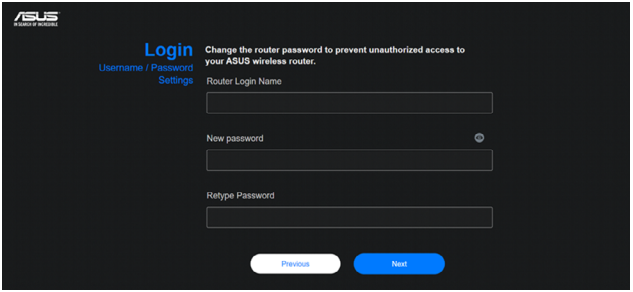 ASUS
IN SEARCH OF INCREDIBLE
Login
Username / Password
Settings
Change the router password to prevent unauthorized access to
your ASUS wireless router.
Router Login Name
New password
Retype Password
Previous
Next